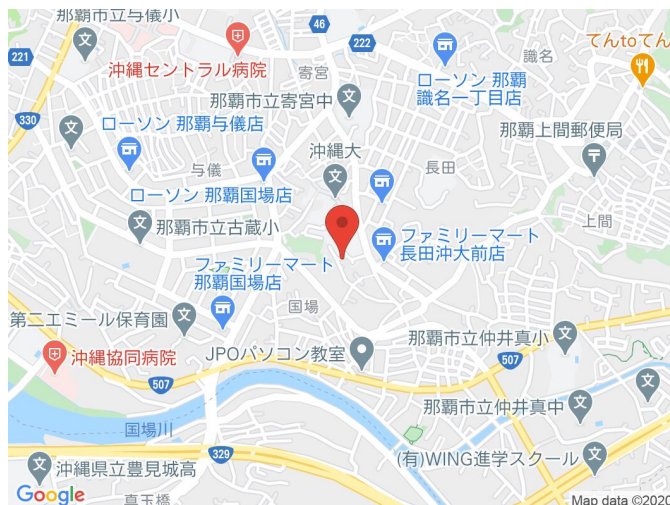 那覇市立与儀小
46
221
222
識名
てんtoてん
沖縄セントラル病院
寄宮
ローソン 那覇
識名一丁目店
330
那覇市立寄宮中
那覇上間郵便局
ローソン 那覇与儀店
沖縄大
与儀
長田
ローソン 那覇国場店
上間
那覇市立古蔵小
ファミリーマート
長田沖大前店
ファミリーマート
那覇国場店
国場
第二エミール保育園
那覇市立仲井真小
JPOパソコン教室
沖縄協同病院
507
507
那覇市立仲井真中
国場川
329
(有)WING進学スクール
沖縄県立豊見城高
Google
真玉橋
Map data ©2020